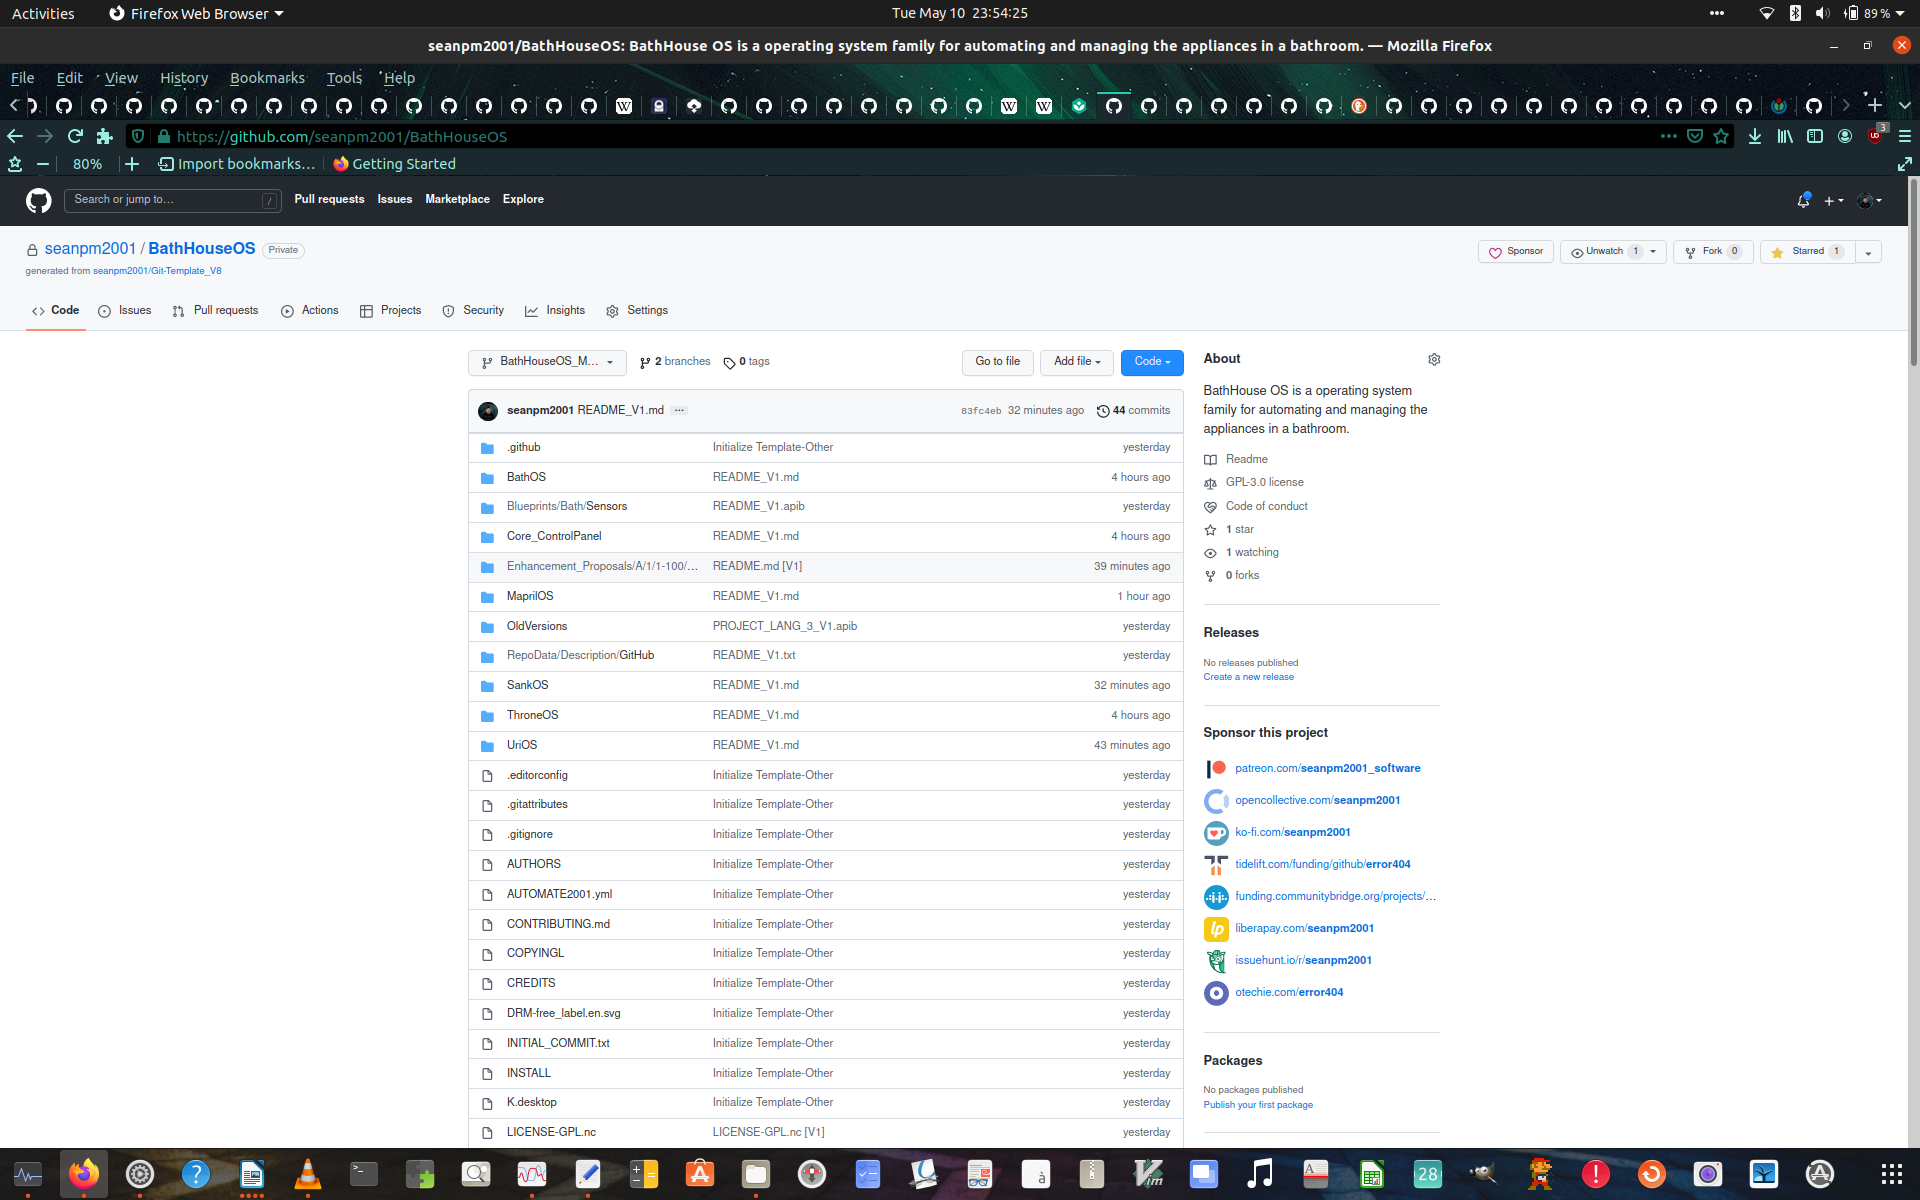 Activities Firefox Web Browser Tue May 10 23:54:25 89 %
seanpm2001/BathHouseOS: BathHouse OS is a operating system family for automating and managing the appliances in a bathroom. — Mozilla Firefox
File Edit View History Bookmarks Tools Help
https://github.com/seanpm2001/BathHouseOS 3
80% Import bookmarks... Getting Started
Search or jump to... / Pull requests Issues Marketplace Explore
seanpm2001 / BathHouseOS Private
Sponsor Unwatch 1 Fork 0 Starred 1
generated from seanpm2001/Git-Template_V8
Code Issues Pull requests Actions Projects Security Insights Settings
BathHouseOS_M... 2 branches 0 tags Go to file Add file Code
seanpm2001 README_V1.md ... 83fc4eb 32 minutes ago 44 commits
.github Initialize Template-Other yesterday
BathOS README_V1.md 4 hours ago
Blueprints/Bath/Sensors README_V1.apib yesterday
Core_ControlPanel README_V1.md 4 hours ago
Enhancement_Proposals/A/1/1-100/... README.md [V1] 39 minutes ago
MaprilOS README_V1.md 1 hour ago
OldVersions PROJECT_LANG_3_V1.apib yesterday
RepoData/Description/GitHub README_V1.txt yesterday
SankOS README_V1.md 32 minutes ago
ThroneOS README_V1.md 4 hours ago
UriOS README_V1.md 43 minutes ago
.editorconfig Initialize Template-Other yesterday
.gitattributes Initialize Template-Other yesterday
.gitignore Initialize Template-Other yesterday
AUTHORS Initialize Template-Other yesterday
AUTOMATE2001.yml Initialize Template-Other yesterday
CONTRIBUTING.md Initialize Template-Other yesterday
COPYINGL Initialize Template-Other yesterday
CREDITS Initialize Template-Other yesterday
DRM-free_label.en.svg Initialize Template-Other yesterday
INITIAL_COMMIT.txt Initialize Template-Other yesterday
INSTALL Initialize Template-Other yesterday
K.desktop Initialize Template-Other yesterday
LICENSE-GPL.nc LICENSE-GPL.nc [V1] yesterday
About
BathHouse OS is a operating system
family for automating and managing the
appliances in a bathroom.
Readme
GPL-3.0 license
Code of conduct
1 star
1 watching
0 forks
Releases
No releases published
Create a new release
Sponsor this project
patreon.com/seanpm2001_software
opencollective.com/seanpm2001
ko-fi.com/seanpm2001
tidelift.com/funding/github/error404
funding.communitybridge.org/projects/...
liberapay.com/seanpm2001
issuehunt.io/r/seanpm2001
otechie.com/error404
Packages
No packages published
Publish your first package
28